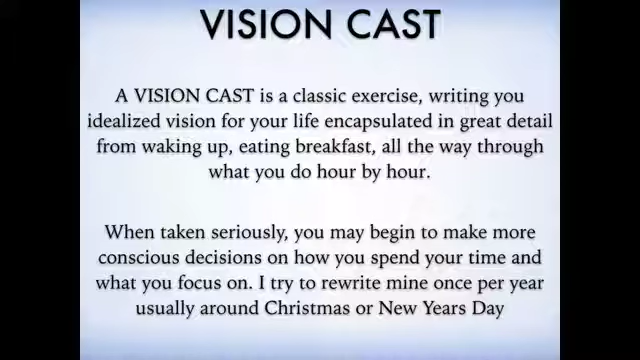 VISION CAST
A VISION CAST is a classic exercise, writing you
idealized vision for your life encapsulated in great detail
from waking up, eating breakfast, all the way through
what you do hour by hour.
When taken seriously, you may begin to make more
conscious decisions on how you spend your time and
what you focus on. I try to rewrite mine once per year
usually around Christmas or New Years Day